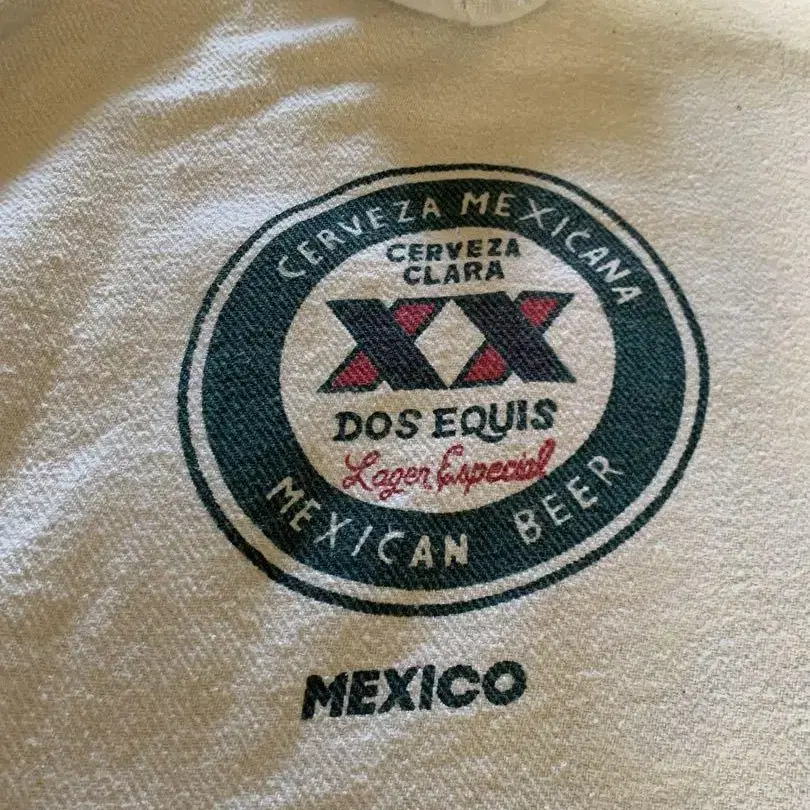 CERVEZA MEXICANA
CERVEZA
CLARA
XX
DOS EQUIS
Lager Especial
MEXICAN BEER
MEXICO